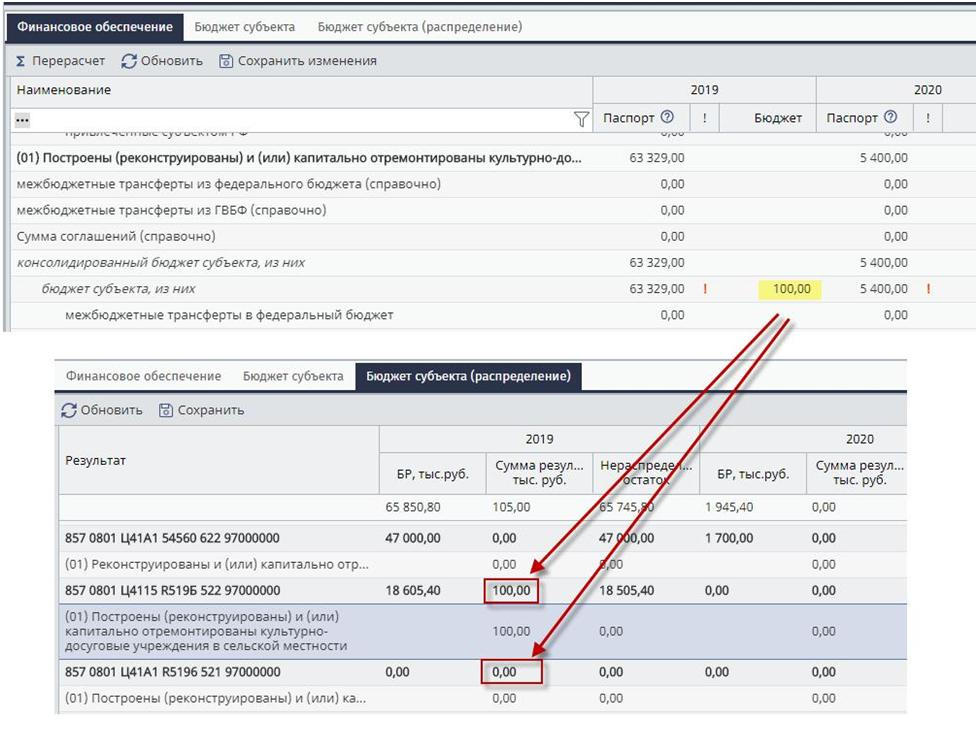 Финансовое обеспечение Бюджет субъекта Бюджет субъекта (распределение)
Σ Перерасчет Обновить Сохранить изменения
Наименование 2019 2020
... Паспорт ? ! Бюджет Паспорт ? !
привлеченные субъектом РФ 0,00 0,00
(01) Построены (реконструированы) и (или) капитально отремонтированы культурно-до... 63 329,00 5 400,00
межбюджетные трансферты из федерального бюджета (справочно) 0,00 0,00
межбюджетные трансферты из ГВБФ (справочно) 0,00 0,00
Сумма соглашений (справочно) 0,00 0,00
консолидированный бюджет субъекта, из них 63 329,00 5 400,00
бюджет субъекта, из них 63 329,00 ! 100,00 5 400,00 !
межбюджетные трансферты в федеральный бюджет 0,00 0,00
Финансовое обеспечение Бюджет субъекта Бюджет субъекта (распределение)
Обновить Сохранить
2019 2020
Результат
БР, тыс.руб. Сумма резул... тыс. руб. Нераспредел... остаток БР, тыс.руб. Сумма резул... тыс. руб.
65 850,80 105,00 65 745,80 1 945,40 0,00
857 0801 Ц41А1 54560 622 97000000 47 000,00 0,00 47 000,00 1 700,00 0,00
(01) Реконструированы и (или) капитально отр... 0,00 0,00 0,00
857 0801 Ц4115 R519Б 522 97000000 18 605,40 100,00 18 505,40 0,00 0,00
(01) Построены (реконструированы) и (или)
капитально отремонтированы культурно- 100,00 0,00 0,00
досуговые учреждения в сельской местности
857 0801 Ц41А1 R5196 521 97000000 0,00 0,00 0,00 0,00 0,00
(01) Построены (реконструированы) и (или) ка... 0,00 0,00 0,00